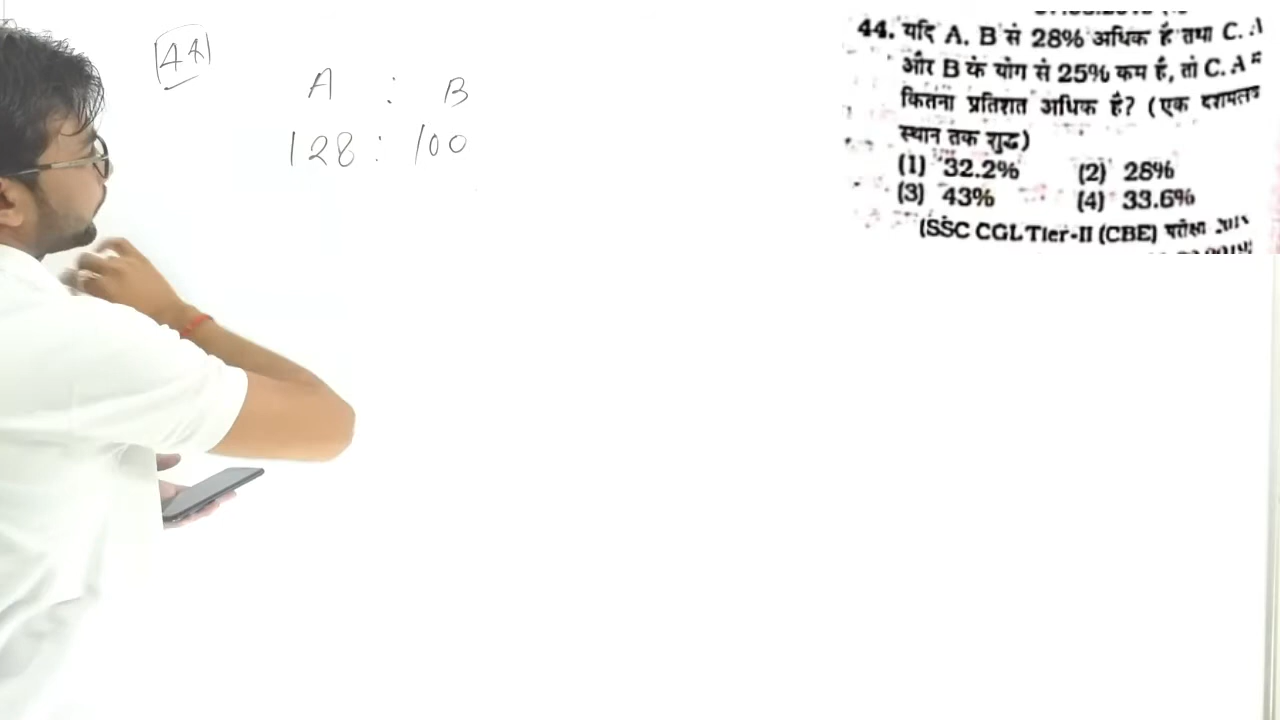 44
A : B
128 : 100
44. यदि A, B से 28% अधिक है तथा C, A
और B के योग से 25% कम है, तो C, A से
कितना प्रतिशत अधिक है? (एक दशमलव
स्थान तक शुद्ध)
(1) 32.2% (2) 28%
(3) 43% (4) 33.6%
(SSC CGL Tier-II (CBE) परीक्षा